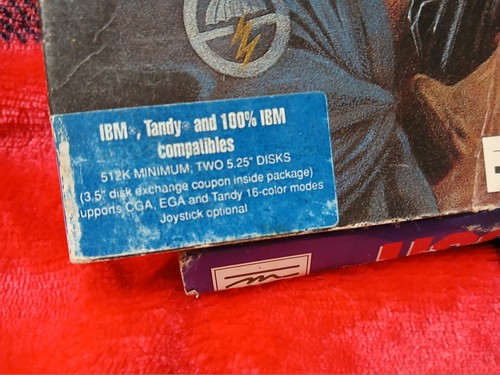 IBM®, Tandy® and 100% IBM
compatibles
512K MINIMUM; TWO 5.25" DISKS
(3.5" disk exchange coupon inside package)
upports CGA, EGA and Tandy 16-color modes
Joystick optional